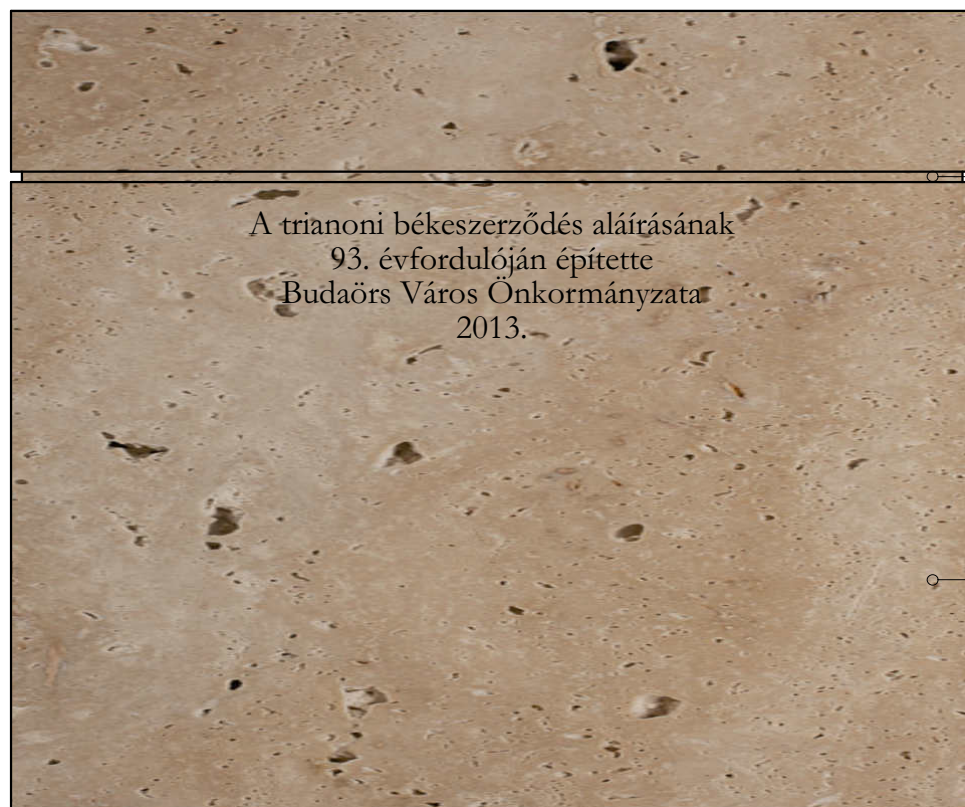 A trianoni békeszerződés aláírásának
93. évfordulóján építette
Budaörs Város Önkormányzata
2013.